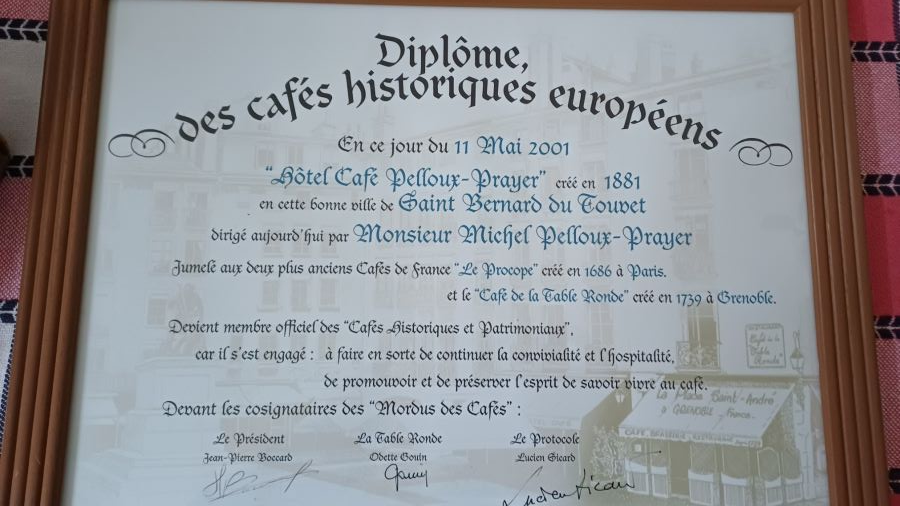 Diplôme,
des cafés historiques européens
En ce jour du 11 Mai 2001
"Hôtel Café Pelloux-Prayer" créé en 1881
en cette bonne ville de Saint Bernard du Touvet
dirigé aujourd'hui par Monsieur Michel Pelloux-Prayer
Jumelé aux deux plus anciens Cafés de France "Le Procope" créé en 1686 à Paris.
et le "Café de la Table Ronde" créé en 1739 à Grenoble.
Devient membre officiel des "Cafés Historiques et Patrimoniaux",
car il s'est engagé : à faire en sorte de continuer la convivialité et l'hospitalité,
de promouvoir et de préserver l'esprit de savoir vivre au café.
Devant les cosignataires des "Mordus des Cafés" :
Le Président La Table Ronde Le Protocole
Jean-Pierre Boccard Odette Gouin Lucien Sicard
Lucien Sicard
Café de la
Table
Ronde
la Place Saint-André
à GRENOBLE - France.
CAFÉ, BRASSERIE, RESTAURANT